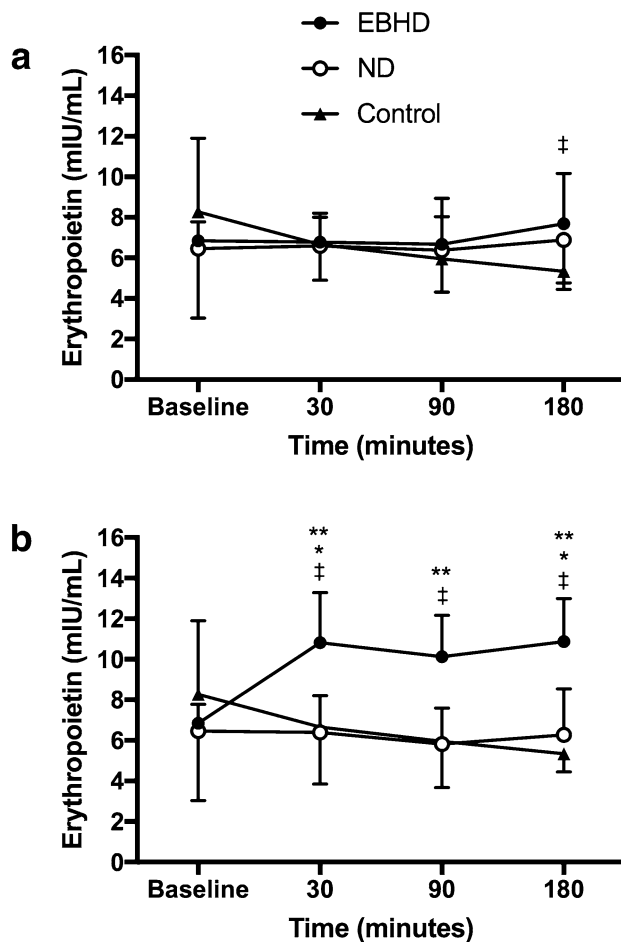 EBHD
ND
Control
a
Erythropoietin (mIU/mL)
16
14
12
10
8
6
4
2
0
‡
Baseline 30 90 180
Time (minutes)
b
Erythropoietin (mIU/mL)
16
14
12
10
8
6
4
2
0
** ** **
* *
‡ ‡ ‡
Baseline 30 90 180
Time (minutes)